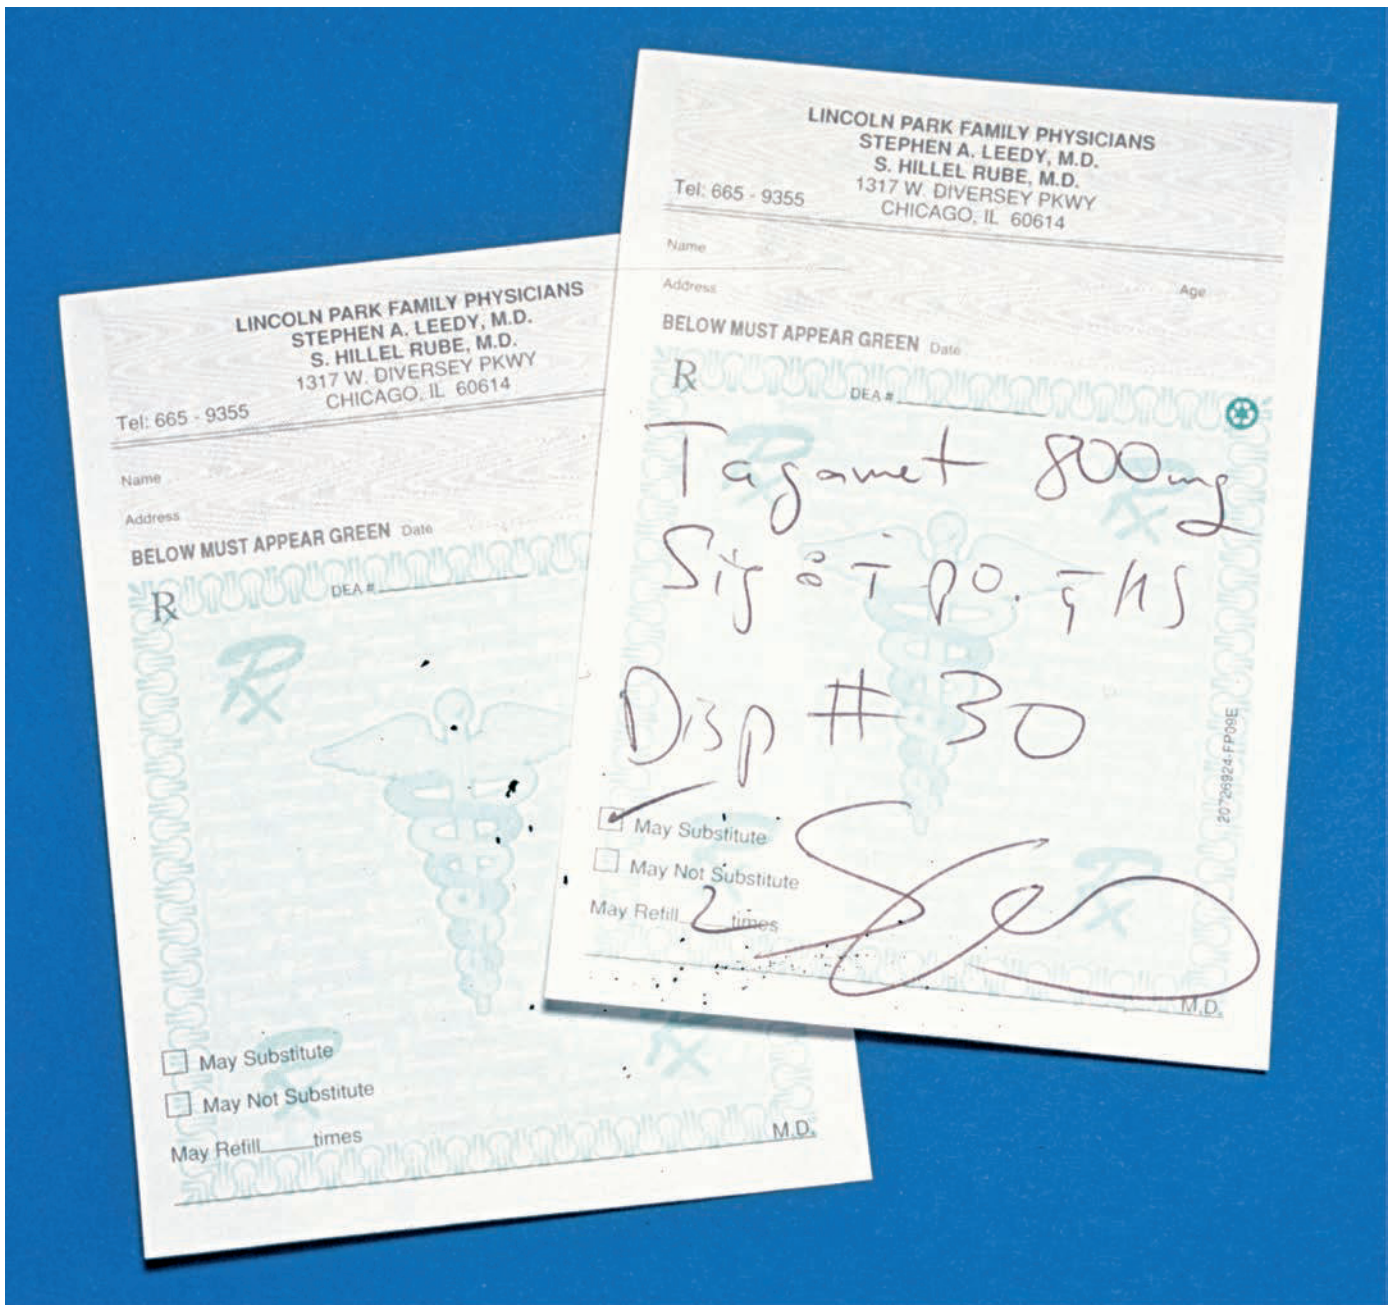 LINCOLN PARK FAMILY PHYSICIANS
STEPHEN A. LEEDY, M.D.
S. HILLEL RUBE, M.D.
1317 W. DIVERSEY PKWY
Tel: 665 - 9355
CHICAGO, IL 60614
Name
Address
BELOW MUST APPEAR GREEN Date
R
DEA #
Rx
May Substitute
May Not Substitute
May Refill times
M.D.
LINCOLN PARK FAMILY PHYSICIANS
STEPHEN A. LEEDY, M.D.
S. HILLEL RUBE, M.D.
Tel: 665 - 9355 1317 W. DIVERSEY PKWY
CHICAGO, IL 60614
Name
Address Age
BELOW MUST APPEAR GREEN Date
R
DEA #
Tagamet 800mg
Sig : T po. q HS
Disp # 30
May Substitute
May Not Substitute
May Refill 2 times
M.D.
20726924-FP09E